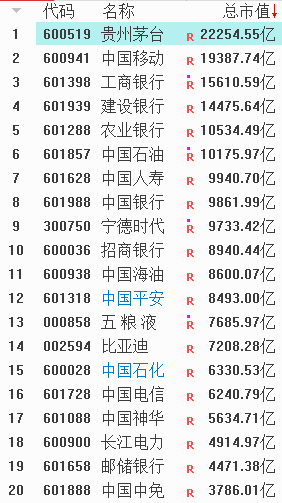 代码 名称 总市值↓
1 600519 贵州茅台 R 22254.55亿
2 600941 中国移动 R 19387.74亿
3 601398 工商银行 R 15610.59亿
4 601939 建设银行 R 14475.64亿
5 601288 农业银行 R 10534.49亿
6 601857 中国石油 R 10175.97亿
7 601628 中国人寿 R 9940.70亿
8 601988 中国银行 R 9861.99亿
9 300750 宁德时代 R 9733.42亿
10 600036 招商银行 R 8940.44亿
11 600938 中国海油 R 8600.07亿
12 601318 中国平安 R 8493.00亿
13 000858 五 粮 液 R 7685.97亿
14 002594 比亚迪 R 7208.28亿
15 600028 中国石化 R 6330.53亿
16 601728 中国电信 R 6240.79亿
17 601088 中国神华 R 5634.71亿
18 600900 长江电力 R 4914.97亿
19 601658 邮储银行 R 4471.38亿
20 601888 中国中免 R 3786.01亿